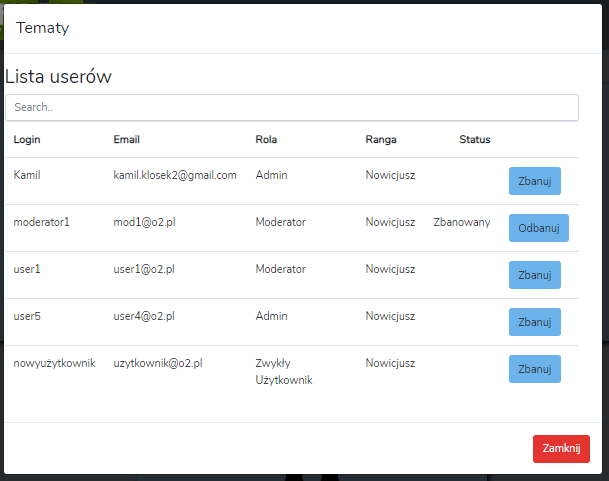 Tematy
Lista userów
Search..
Login Email Rola Ranga Status
Kamil kamil.klosek2@gmail.com Admin Nowicjusz Zbanuj
moderator1 mod1@o2.pl Moderator Nowicjusz Zbanowany Odbanuj
user1 user1@o2.pl Moderator Nowicjusz Zbanuj
user5 user4@o2.pl Admin Nowicjusz Zbanuj
nowyużytkownik uzytkownik@o2.pl Zwykły Nowicjusz Zbanuj
Użytkownik
Zamknij